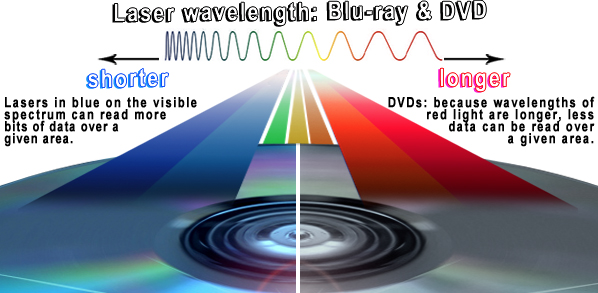 Laser wavelength: Blu-ray & DVD
shorter
longer
Lasers in blue on the visible
spectrum can read more
bits of data over a
given area.
DVDs: because wavelengths of
red light are longer, less
data can be read over
a given area.